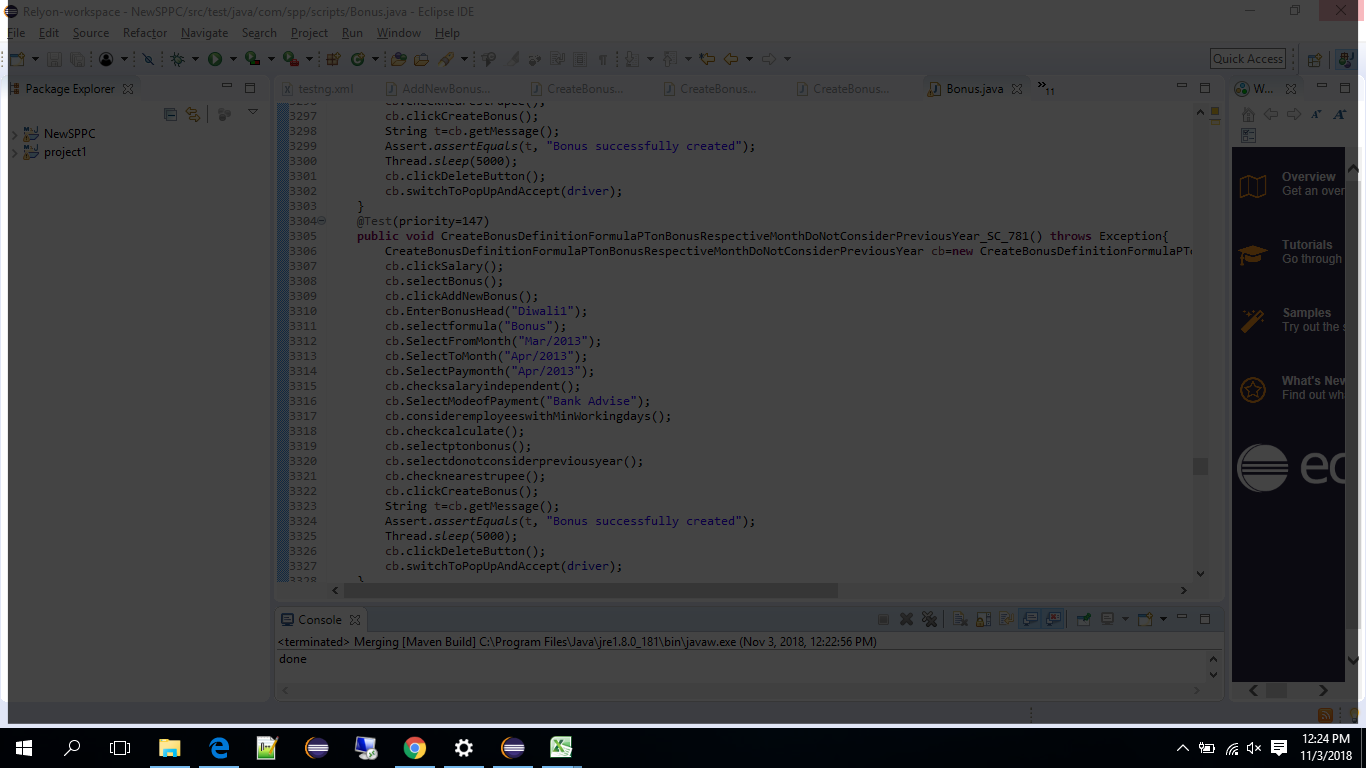 Relyon-workspace - NewSPPC/src/test/java/com/spp/scripts/Bonus.java - Eclipse IDE
File Edit Source Refactor Navigate Search Project Run Window Help
Quick Access
Package Explorer
testng.xml AddNewBonus... CreateBonus... CreateBonus... CreateBonus... Bonus.java »11
W...
NewSPPC
project1
3297 cb.clickCreateBonus();
3298 String t=cb.getMessage();
3299 Assert.assertEquals(t, "Bonus successfully created");
3300 Thread.sleep(5000);
3301 cb.clickDeleteButton();
3302 cb.switchToPopUpAndAccept(driver);
3303 }
3304 @Test(priority=147)
3305 public void CreateBonusDefinitionFormulaPTonBonusRespectiveMonthDoNotConsiderPreviousYear_SC_781() throws Exception{
3306 CreateBonusDefinitionFormulaPTonBonusRespectiveMonthDoNotConsiderPreviousYear cb=new CreateBonusDefinitionFormulaPTo
3307 cb.clickSalary();
3308 cb.selectBonus();
3309 cb.clickAddNewBonus();
3310 cb.EnterBonusHead("Diwali1");
3311 cb.selectformula("Bonus");
3312 cb.SelectFromMonth("Mar/2013");
3313 cb.SelectToMonth("Apr/2013");
3314 cb.SelectPaymonth("Apr/2013");
3315 cb.checksalaryindependent();
3316 cb.SelectModeofPayment("Bank Advise");
3317 cb.consideremployeeswithMinWorkingdays();
3318 cb.checkcalculate();
3319 cb.selectptonbonus();
3320 cb.selectdonotconsiderpreviousyear();
3321 cb.checknearestrupee();
3322 cb.clickCreateBonus();
3323 String t=cb.getMessage();
3324 Assert.assertEquals(t, "Bonus successfully created");
3325 Thread.sleep(5000);
3326 cb.clickDeleteButton();
3327 cb.switchToPopUpAndAccept(driver);
3328 }
Overview
Get an over
Tutorials
Go through
Samples
Try out the s
What's New
Find out wha
ec
Console
<terminated> Merging [Maven Build] C:\Program Files\Java\jre1.8.0_181\bin\javaw.exe (Nov 3, 2018, 12:22:56 PM)
done
12:24 PM
11/3/2018